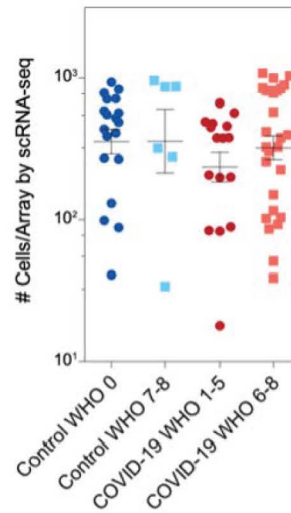 # Cells/Array by scRNA-seq
10³
10²
10¹
Control WHO 0
Control WHO 7-8
COVID-19 WHO 1-5
COVID-19 WHO 6-8